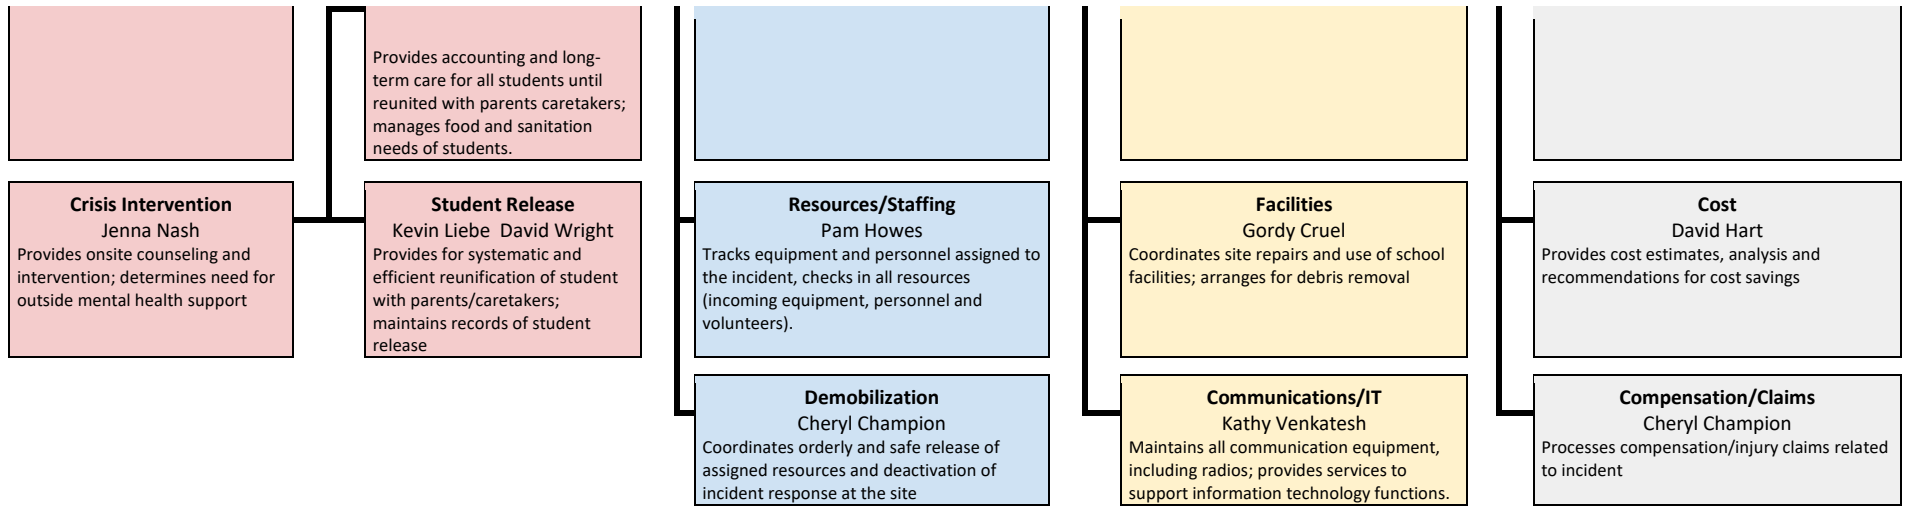 Provides accounting and long-
term care for all students until
reunited with parents caretakers;
manages food and sanitation
needs of students.
Crisis Intervention
Jenna Nash
Provides onsite counseling and
intervention; determines need for
outside mental health support
Student Release
Kevin Liebe  David Wright
Provides for systematic and
efficient reunification of student
with parents/caretakers;
maintains records of student
release
Resources/Staffing
Pam Howes
Tracks equipment and personnel assigned to
the incident, checks in all resources
(incoming equipment, personnel and
volunteers).
Facilities
Gordy Cruel
Coordinates site repairs and use of school
facilities; arranges for debris removal
Cost
David Hart
Provides cost estimates, analysis and
recommendations for cost savings
Demobilization
Cheryl Champion
Coordinates orderly and safe release of
assigned resources and deactivation of
incident response at the site
Communications/IT
Kathy Venkatesh
Maintains all communication equipment,
including radios; provides services to
support information technology functions.
Compensation/Claims
Cheryl Champion
Processes compensation/injury claims related
to incident